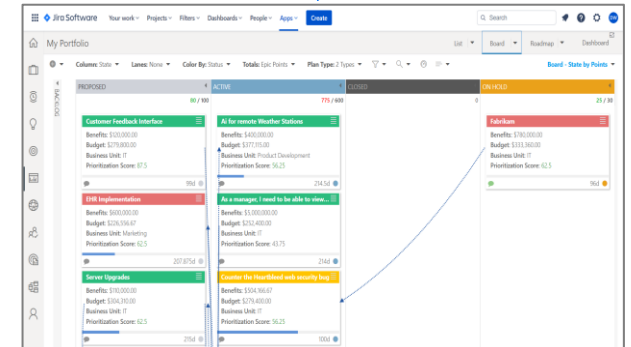 Jira Software Your work Projects Filters Dashboards People Apps Create Search
My Portfolio List Board Roadmap Dashboard
Column: State Lanes: None Color By: Status Totals: Epic Points Plan Type: 2 Types Board - State by Points
BACKLOG
PROPOSED ACTIVE CLOSED ON HOLD
80 / 100 775 / 600 0 25 / 30
Customer Feedback Interface
Benefits: $120,000.00
Budget: $279,800.00
Business Unit: IT
Prioritization Score: 87.5
99d
EHR Implementation
Benefits: $600,000.00
Budget: $226,556.67
Business Unit: Marketing
Prioritization Score: 62.5
207.875d
Server Upgrades
Benefits: $110,000.00
Budget: $304,310.00
Business Unit: IT
Prioritization Score: 62.5
215d
Ai for remote Weather Stations
Benefits: $400,000.00
Budget: $377,115.00
Business Unit: Product Development
Prioritization Score: 56.25
214.5d
As a manager, I need to be able to view...
Benefits: $5,000,000.00
Budget: $252,400.00
Business Unit: IT
Prioritization Score: 43.75
214d
Counter the Heartbleed web security bug
Benefits: $504,166.67
Budget: $279,400.00
Business Unit: IT
Prioritization Score: 56.25
100d
Fabrikam
Benefits: $780,000.00
Budget: $333,360.00
Business Unit: IT
Prioritization Score: 62.5
96d